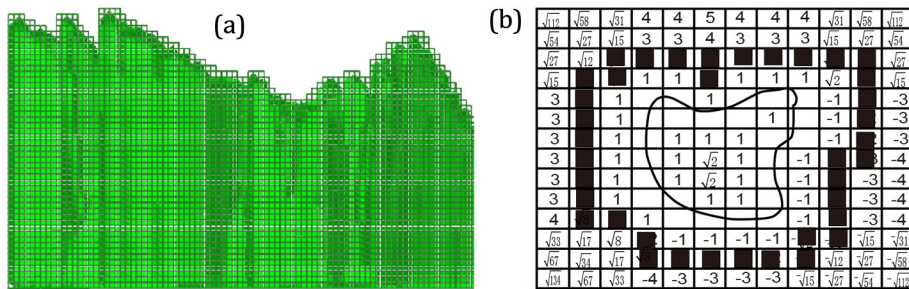 (a)
(b)
√112 √58 √31 4 4 5 4 4 4 √31 √58 √112
√54 √27 √15 3 3 4 3 3 3 √15 √27 √54
√27 √12 √27
√15 1 1 1 1 1 √2 √15
3 1 1 -1 -3
3 1 1 -1 -3
3 1 1 1 1 -1 -3
3 1 1 √2 1 -1 -4
3 1 1 √2 1 -1 -3 -4
3 1 1 1 -1 -3 -4
4 1 -1 -3 -4
√33 √17 √8 -1 -1 -1 -1 -√15 -√31
√67 √34 √17 -√12 -√27 -√58
√134 √67 √33 -4 -3 -3 -3 -3 -√15 -√27 -√54 -√112